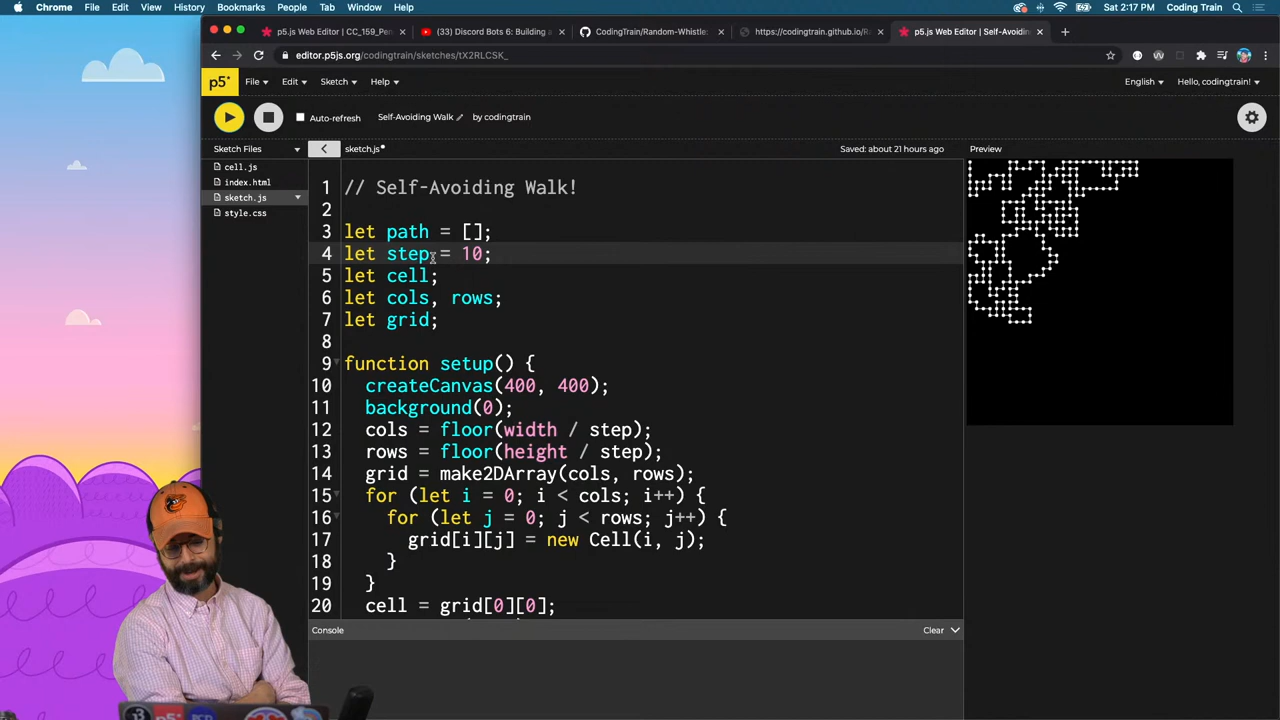 Chrome File Edit View History Bookmarks People Tab Window Help Sat 2:17 PM Coding Train
p5.js Web Editor | CC_159_Pen
(33) Discord Bots 6: Building a
CodingTrain/Random-Whistle:
https://codingtrain.github.io/Ra
p5.js Web Editor | Self-Avoidin
editor.p5js.org/codingtrain/sketches/tX2RLCSK_
p5* File Edit Sketch Help English Hello, codingtrain!
Auto-refresh Self-Avoiding Walk by codingtrain
Sketch Files sketch.js Saved: about 21 hours ago Preview
cell.js
index.html
sketch.js
style.css
1 // Self-Avoiding Walk!
2
3 let path = [];
4 let step = 10;
5 let cell;
6 let cols, rows;
7 let grid;
8
9 function setup() {
10 createCanvas(400, 400);
11 background(0);
12 cols = floor(width / step);
13 rows = floor(height / step);
14 grid = make2DArray(cols, rows);
15 for (let i = 0; i < cols; i++) {
16 for (let j = 0; j < rows; j++) {
17 grid[i][j] = new Cell(i, j);
18 }
19 }
20 cell = grid[0][0];
Console Clear